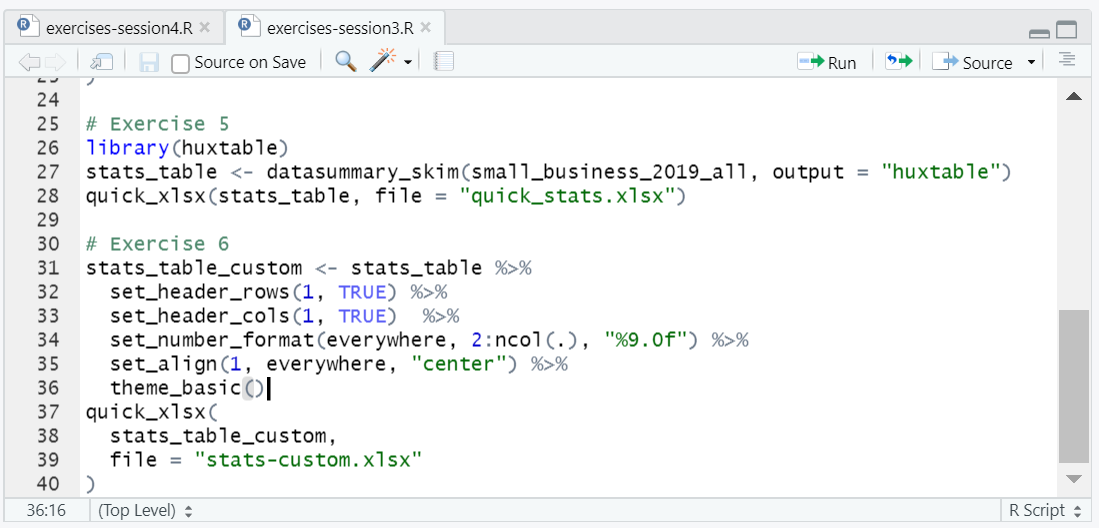 exercises-session4.R exercises-session3.R
Source on Save Run Source
24
25 # Exercise 5
26 library(huxtable)
27 stats_table <- datasummary_skim(small_business_2019_all, output = "huxtable")
28 quick_xlsx(stats_table, file = "quick_stats.xlsx")
29
30 # Exercise 6
31 stats_table_custom <- stats_table %>%
32   set_header_rows(1, TRUE) %>%
33   set_header_cols(1, TRUE)  %>%
34   set_number_format(everywhere, 2:ncol(.), "%9.0f") %>%
35   set_align(1, everywhere, "center") %>%
36   theme_basic()
37 quick_xlsx(
38   stats_table_custom,
39   file = "stats-custom.xlsx"
40 )
36:16 (Top Level) R Script